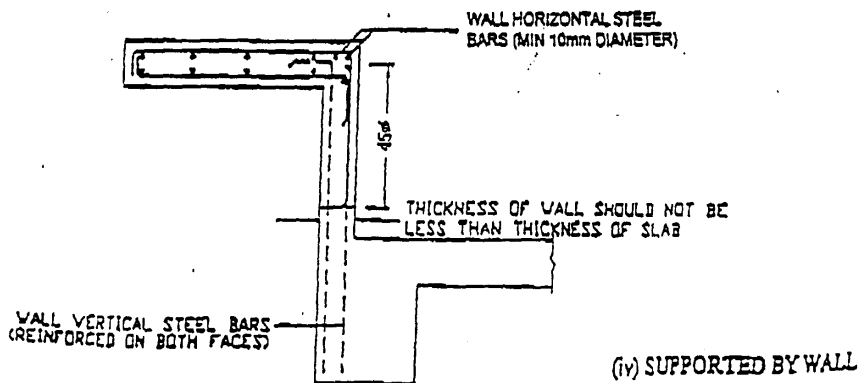 WALL HORIZONTAL STEEL
BARS (MIN 10mm DIAMETER)
45ø
THICKNESS OF WALL SHOULD NOT BE
LESS THAN THICKNESS OF SLAB
WALL VERTICAL STEEL BARS
(REINFORCED ON BOTH FACES)
(iv) SUPPORTED BY WALL